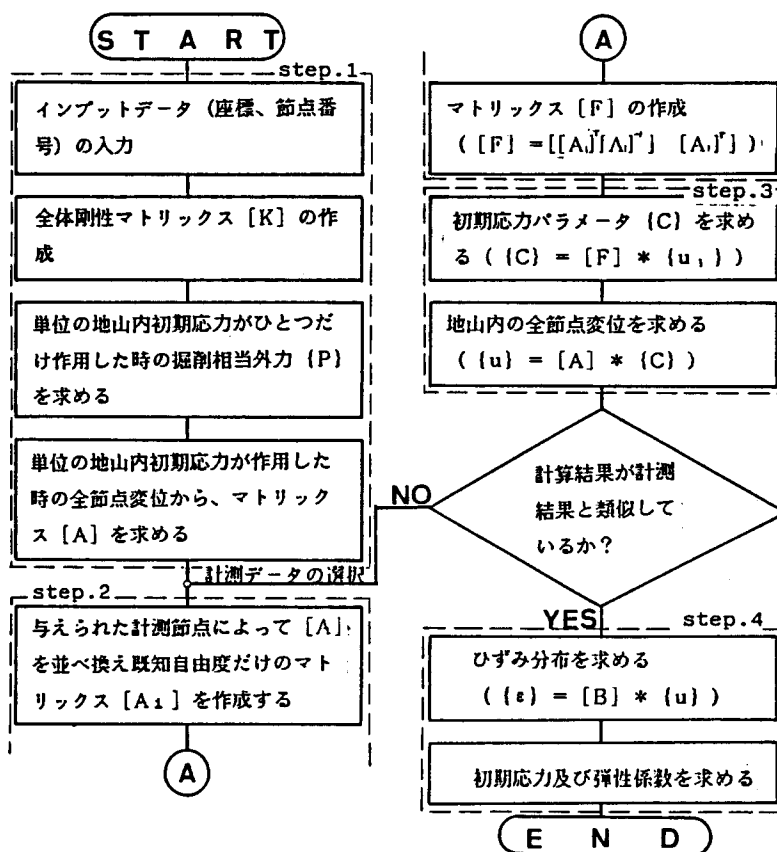 START
step.1
インプットデータ (座標、節点番
号) の入力
全体剛性マトリックス [K] の作
成
単位の地山内初期応力がひとつだ
け作用した時の掘削相当外力 {P}
を求める
単位の地山内初期応力が作用した
時の全節点変位から、マトリック
ス [A] を求める
計測データの選択
step.2
与えられた計測節点によって [A]
を並べ換え既知自由度だけのマト
リックス [A₁] を作成する
A
A
マトリックス [F] の作成
( [F] =[[A₁]ᵀ[A₁]⁻¹] [A₁]ᵀ] )
step.3
初期応力パラメータ {C} を求め
る ( {C} = [F] * {u₁} )
地山内の全節点変位を求める
( {u} = [A] * {C} )
計算結果が計測
結果と類似して
いるか?
NO
YES
step.4
ひずみ分布を求める
( {ε} = [B] * {u} )
初期応力及び弾性係数を求める
END